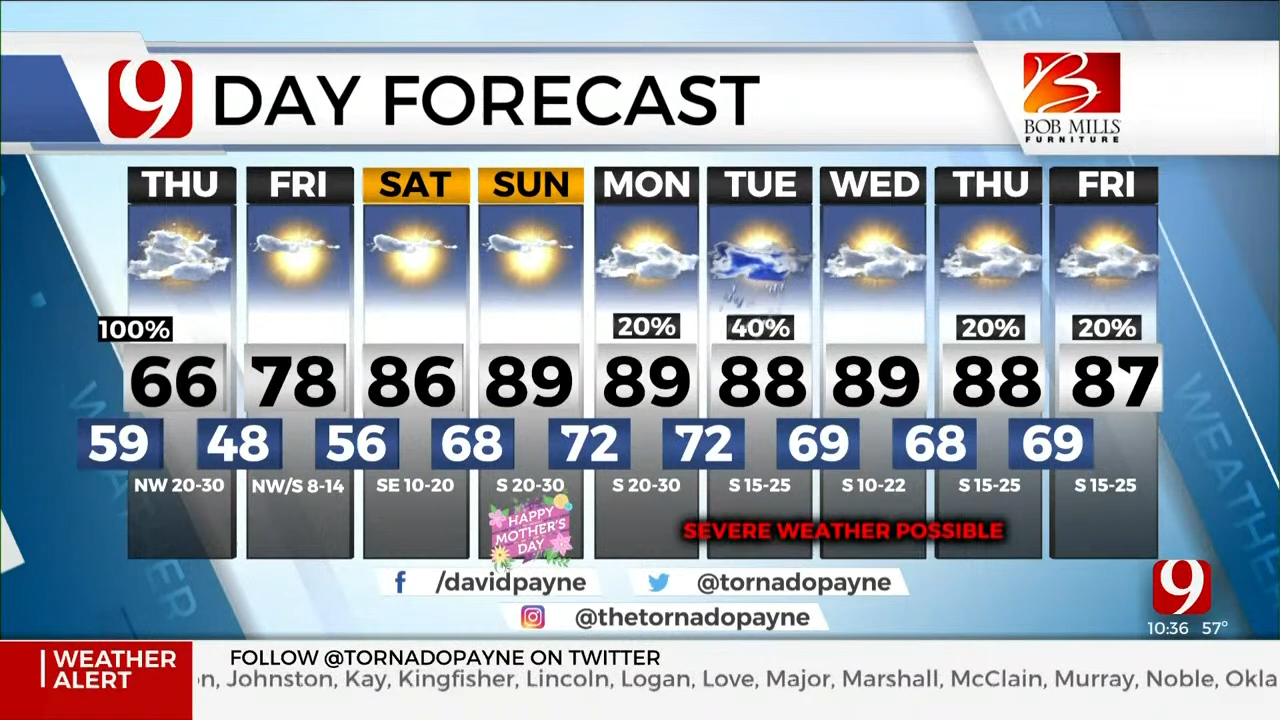 9 DAY FORECAST
B
BOB MILLS
FURNITURE
THU FRI SAT SUN MON TUE WED THU FRI
100% 20% 40% 20% 20%
66 78 86 89 89 88 89 88 87
59 48 56 68 72 72 69 68 69
NW 20-30 NW/S 8-14 SE 10-20 S 20-30 S 20-30 S 15-25 S 10-22 S 15-25 S 15-25
HAPPY
MOTHER'S
DAY
SEVERE WEATHER POSSIBLE
f /davidpayne @tornadopayne
@thetornadopayne
9
10:36 57°
WEATHER
ALERT
FOLLOW @TORNADOPAYNE ON TWITTER
on, Johnston, Kay, Kingfisher, Lincoln, Logan, Love, Major, Marshall, McClain, Murray, Noble, Okla
WEATHER
WEATHER